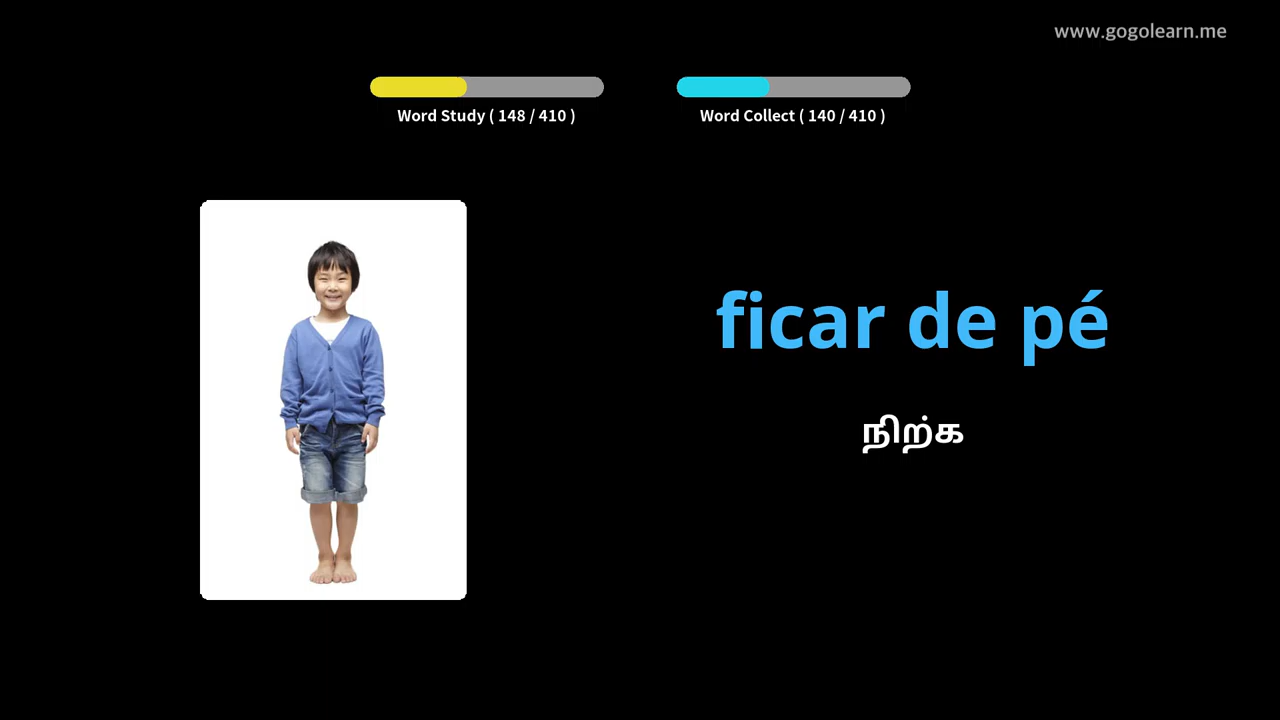 www.gogolearn.me
Word Study ( 148 / 410 )
Word Collect ( 140 / 410 )
ficar de pé
நிற்க